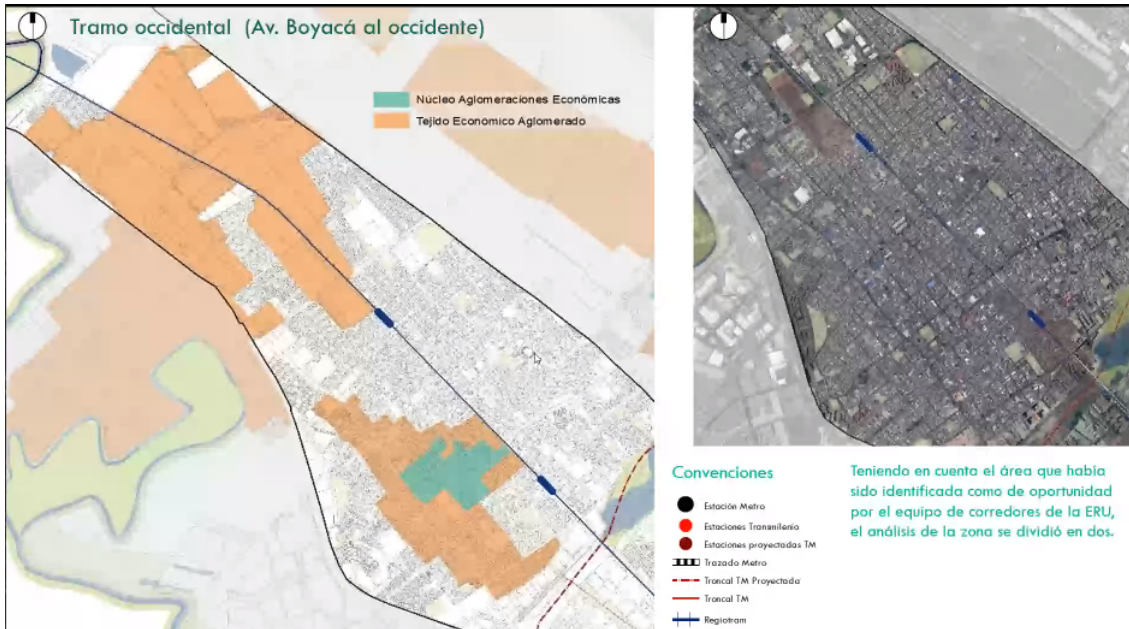 Tramo occidental (Av. Boyacá al occidente)
Núcleo Aglomeraciones Económicas
Tejido Económico Aglomerado
Convenciones
Estación Metro
Estaciones Transmilenio
Estaciones proyectadas TM
Trazado Metro
Troncal TM Proyectada
Troncal TM
Regiotram
Teniendo en cuenta el área que había
sido identificada como de oportunidad
por el equipo de corredores de la ERU,
el análisis de la zona se dividió en dos.